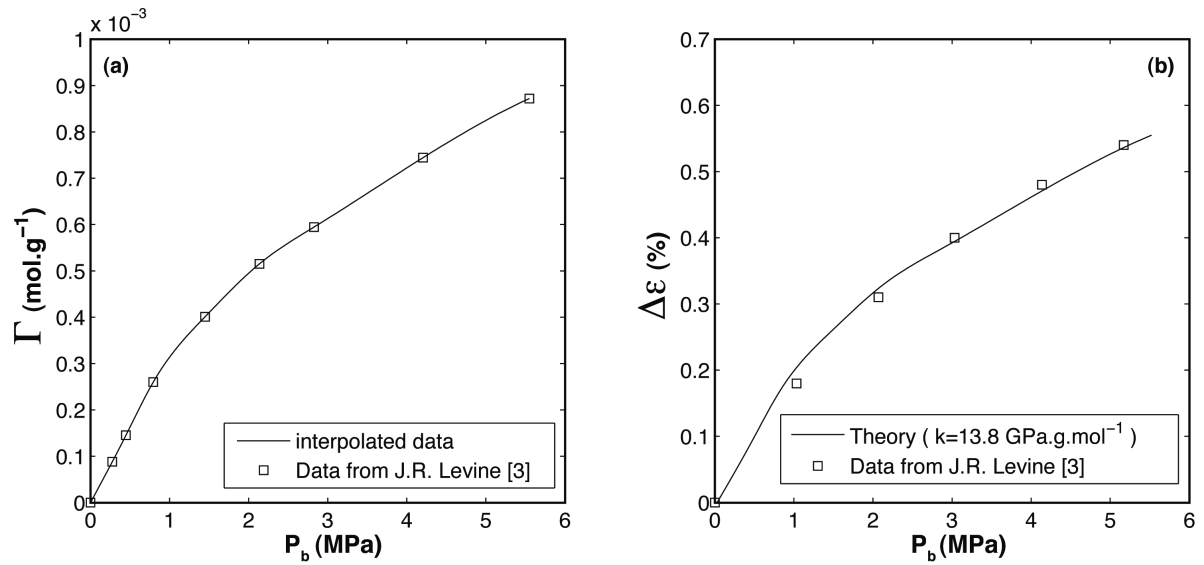 x 10⁻³
(a)
1
0.9
0.8
0.7
0.6
0.5
0.4
0.3
0.2
0.1
0
Γ (mol.g⁻¹)
interpolated data
Data from J.R. Levine [3]
0 1 2 3 4 5 6
P_b (MPa)
(b)
0.7
0.6
0.5
0.4
0.3
0.2
0.1
0
Δε (%)
Theory ( k=13.8 GPa.g.mol⁻¹ )
Data from J.R. Levine [3]
0 1 2 3 4 5 6
P_b (MPa)